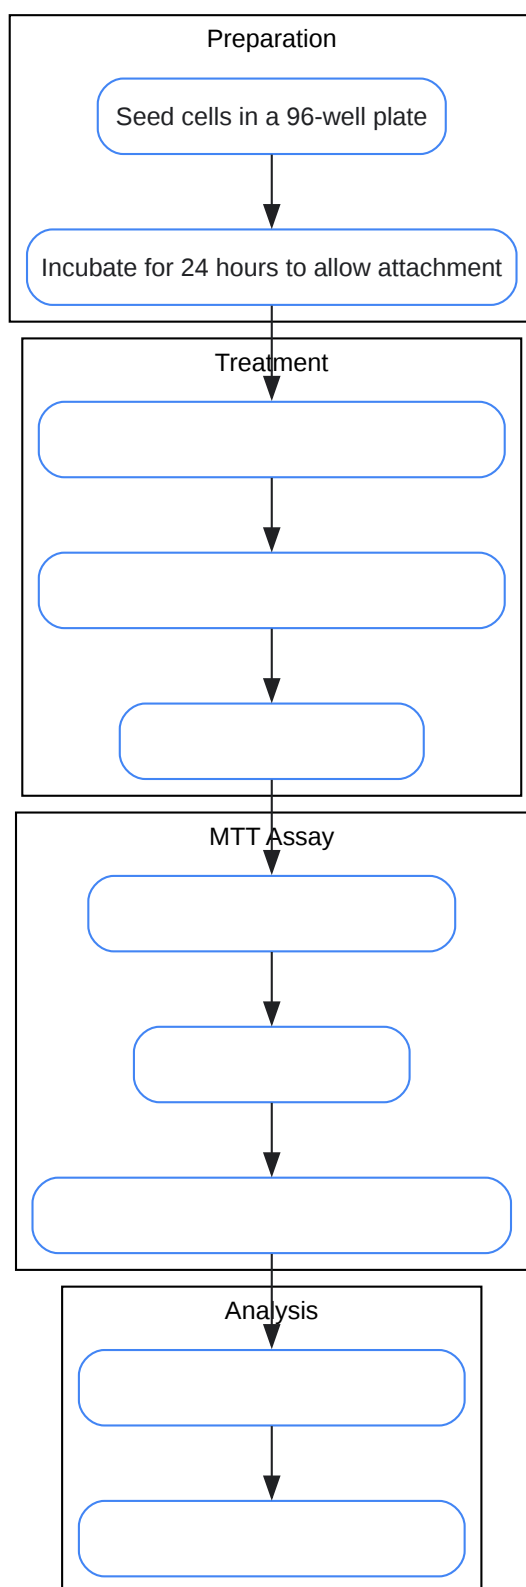 Preparation
Seed cells in a 96-well plate
Incubate for 24 hours to allow attachment
Treatment
MTT Assay
Analysis